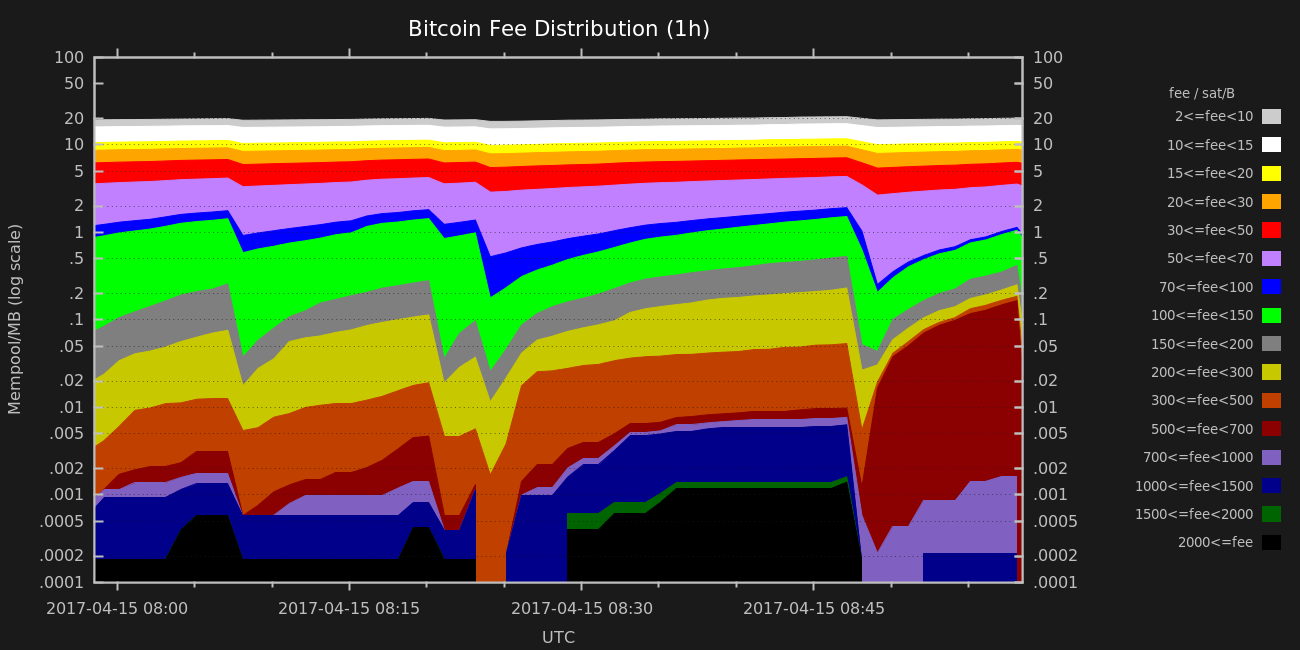 Bitcoin Fee Distribution (1h)
100
50
20
10
5
2
1
.5
.2
.1
.05
.02
.01
.005
.002
.001
.0005
.0002
.0001
Mempool/MB (log scale)
100
50
20
10
5
2
1
.5
.2
.1
.05
.02
.01
.005
.002
.001
.0005
.0002
.0001
2017-04-15 08:00 2017-04-15 08:15 2017-04-15 08:30 2017-04-15 08:45
UTC
fee / sat/B
2<=fee<10
10<=fee<15
15<=fee<20
20<=fee<30
30<=fee<50
50<=fee<70
70<=fee<100
100<=fee<150
150<=fee<200
200<=fee<300
300<=fee<500
500<=fee<700
700<=fee<1000
1000<=fee<1500
1500<=fee<2000
2000<=fee